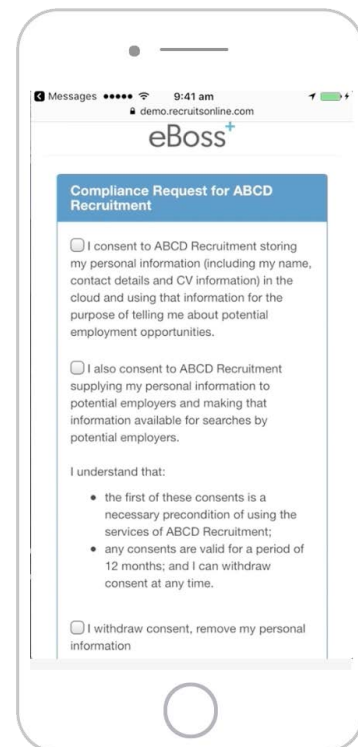 Messages 9:41 am
demo.recruitsonline.com
eBoss+
Compliance Request for ABCD
Recruitment
I consent to ABCD Recruitment storing
my personal information (including my name,
contact details and CV information) in the
cloud and using that information for the
purpose of telling me about potential
employment opportunities.
I also consent to ABCD Recruitment
supplying my personal information to
potential employers and making that
information available for searches by
potential employers.
I understand that:
• the first of these consents is a
necessary precondition of using the
services of ABCD Recruitment;
• any consents are valid for a period of
12 months; and I can withdraw
consent at any time.
I withdraw consent, remove my personal
information